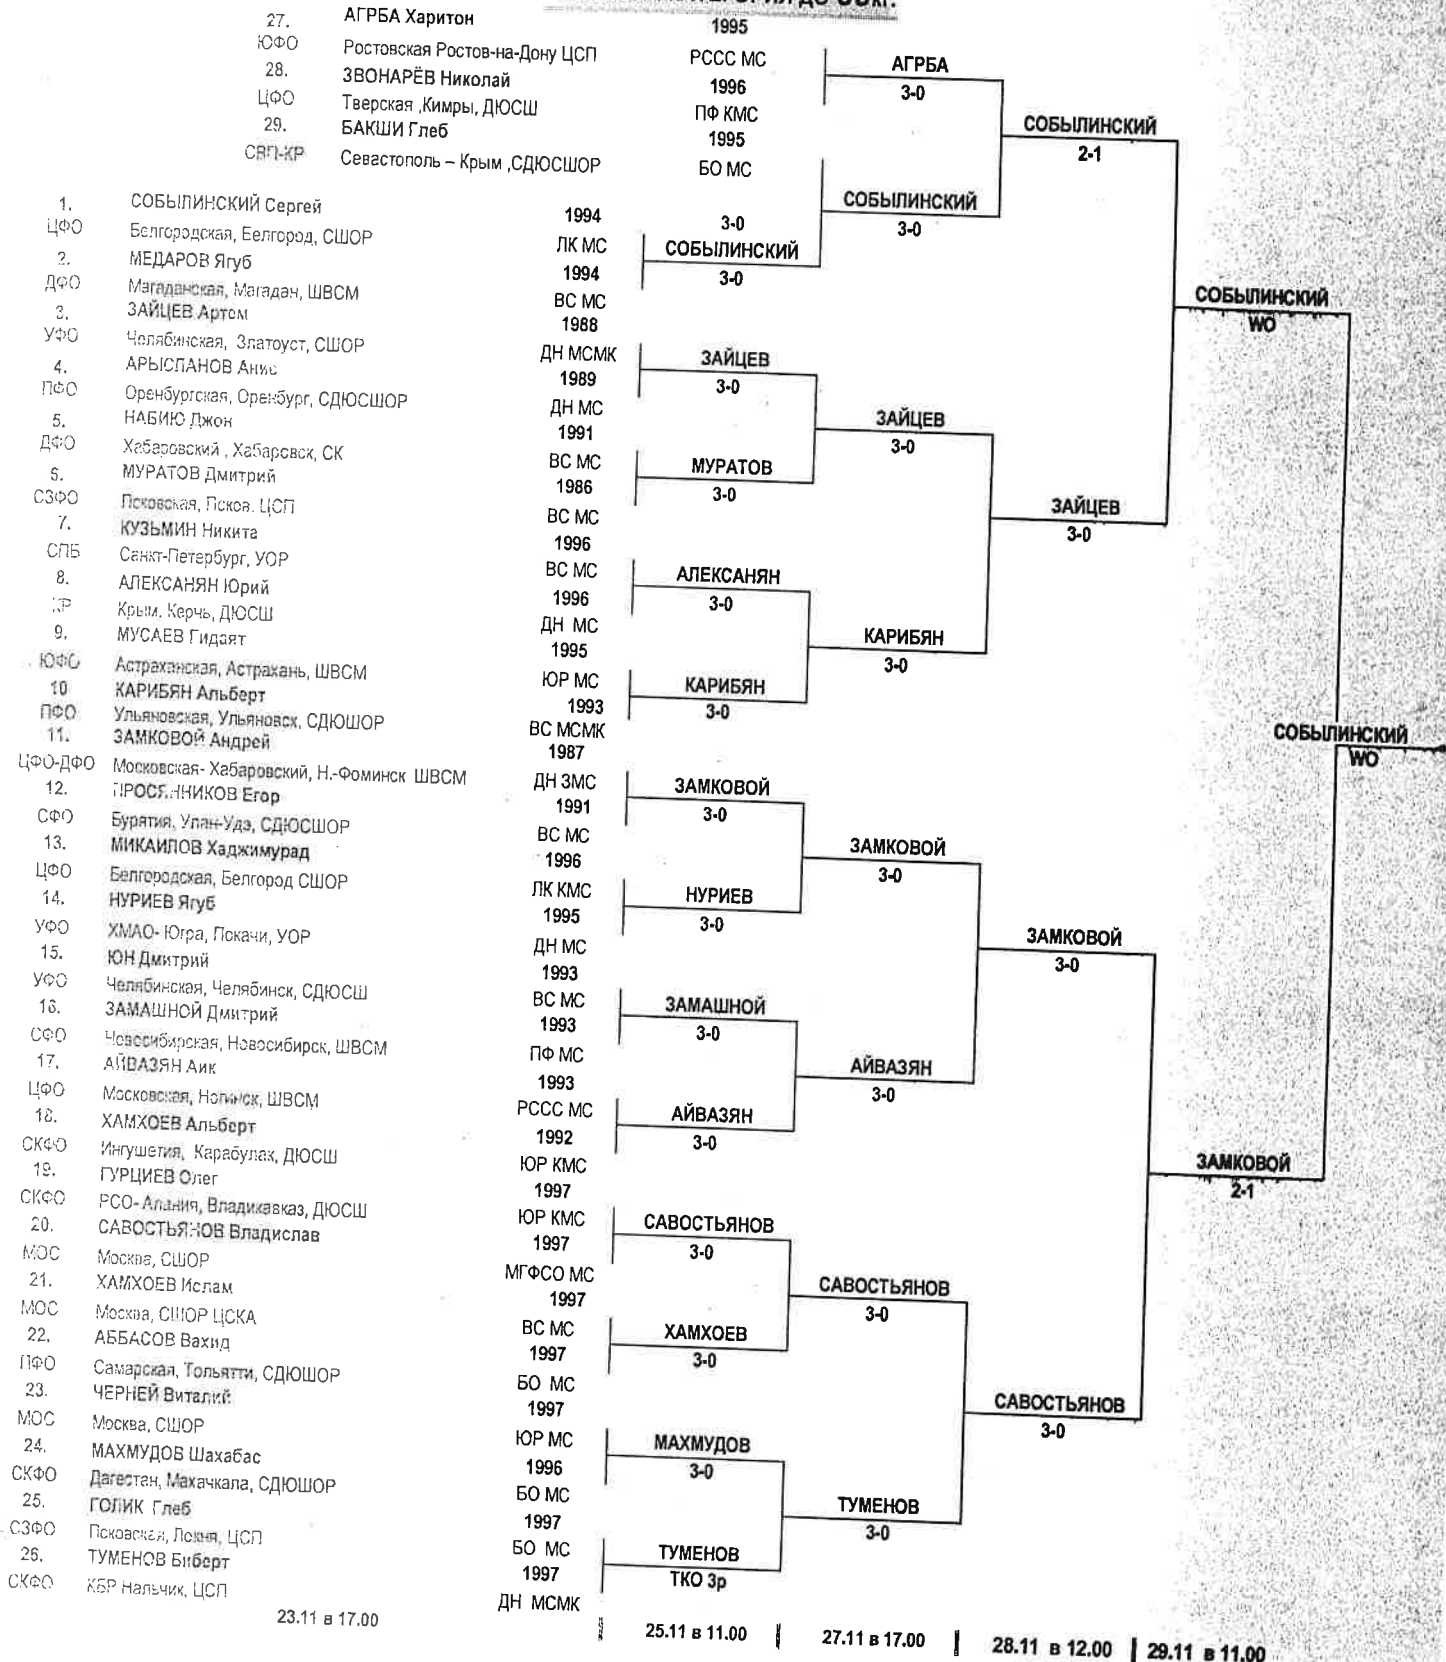 ДО
кг.
27. АГРБА Харитон 1995
ЮФО Ростовская Ростов-на-Дону ЦСП РССС МС
28. ЗВОНАРЁВ Николай 1996
ЦФО Тверская ,Кимры, ДЮСШ ПФ КМС
29. БАКШИ Глеб 1995
СВП-КР Севастополь – Крым ,СДЮСШОР БО МС
1. СОБЫЛИНСКИЙ Сергей 1994
ЦФО Белгородская, Белгород, СШОР ЛК МС
2. МЕДАРОВ Ягуб 1994
ДФО Магаданская, Магадан, ШВСМ ВС МС
3. ЗАЙЦЕВ Артем 1988
УФО Челябинская, Златоуст, СШОР ДН МСМК
4. АРЫСЛАНОВ Анис 1989
ПФО Оренбургская, Оренбург, СДЮСШОР ДН МС
5. НАБИЮ Джон 1991
ДФО Хабаровский , Хабаровск, СК ВС МС
6. МУРАТОВ Дмитрий 1986
СЗФО Псковская, Псков. ЦСП ВС МС
7. КУЗЬМИН Никита 1996
СПБ Санкт-Петербург, УОР ВС МС
8. АЛЕКСАНЯН Юрий 1996
КР Крым, Керчь, ДЮСШ ДН МС
9. МУСАЕВ Гидаят 1995
ЮФО Астраханская, Астрахань, ШВСМ ЮР МС
10 КАРИБЯН Альберт 1993
ПФО Ульяновская, Ульяновск, СДЮШОР ВС МСМК
11. ЗАМКОВОЙ Андрей 1987
ЦФО-ДФО Московская- Хабаровский, Н.-Фоминск ШВСМ ДН ЗМС
12. ПРОСЯННИКОВ Егор 1991
СФО Бурятия, Улан-Удэ, СДЮСШОР ВС МС
13. МИКАИЛОВ Хаджимурад 1996
ЦФО Белгородская, Белгород СШОР ЛК КМС
14. НУРИЕВ Ягуб 1995
УФО ХМАО- Югра, Покачи, УОР ДН МС
15. ЮН Дмитрий 1993
УФО Челябинская, Челябинск, СДЮСШ ВС МС
16. ЗАМАШНОЙ Дмитрий 1993
СФО Новосибирская, Новосибирск, ШВСМ ПФ МС
17. АЙВАЗЯН Аик 1993
ЦФО Московская, Ногинск, ШВСМ РССС МС
18. ХАМХОЕВ Альберт 1992
СКФО Ингушетия, Карабулак, ДЮСШ ЮР КМС
19. ГУРЦИЕВ Олег 1997
СКФО РСО-Алания, Владикавказ, ДЮСШ ЮР КМС
20. САВОСТЬЯНОВ Владислав 1997
МОС Москва, СШОР МГФСО МС
21. ХАМХОЕВ Ислам 1997
МОС Москва, СШОР ЦСКА ВС МС
22. АББАСОВ Вахид 1997
ПФО Самарская, Тольятти, СДЮШОР БО МС
23. ЧЕРНЕЙ Виталий 1997
МОС Москва, СШОР ЮР МС
24. МАХМУДОВ Шахабас 1996
СКФО Дагестан, Махачкала, СДЮШОР БО МС
25. ГОЛИК Глеб 1997
СЗФО Псковская, Локня, ЦСП БО МС
26. ТУМЕНОВ Биберт 1997
СКФО КБР Нальчик, ЦСП ДН МСМК
23.11 в 17.00
3-0
СОБЫЛИНСКИЙ
3-0
ЗАЙЦЕВ
3-0
МУРАТОВ
3-0
АЛЕКСАНЯН
3-0
КАРИБЯН
3-0
ЗАМКОВОЙ
3-0
НУРИЕВ
3-0
ЗАМАШНОЙ
3-0
АЙВАЗЯН
3-0
САВОСТЬЯНОВ
3-0
ХАМХОЕВ
3-0
МАХМУДОВ
3-0
ТУМЕНОВ
ТКО 3р
25.11 в 11.00
АГРБА
3-0
СОБЫЛИНСКИЙ
3-0
ЗАЙЦЕВ
3-0
КАРИБЯН
3-0
ЗАМКОВОЙ
3-0
АЙВАЗЯН
3-0
САВОСТЬЯНОВ
3-0
ТУМЕНОВ
3-0
27.11 в 17.00
СОБЫЛИНСКИЙ
2-1
ЗАЙЦЕВ
3-0
ЗАМКОВОЙ
3-0
САВОСТЬЯНОВ
3-0
28.11 в 12.00
СОБЫЛИНСКИЙ
WO
ЗАМКОВОЙ
2-1
29.11 в 11.00
СОБЫЛИНСКИЙ
WO